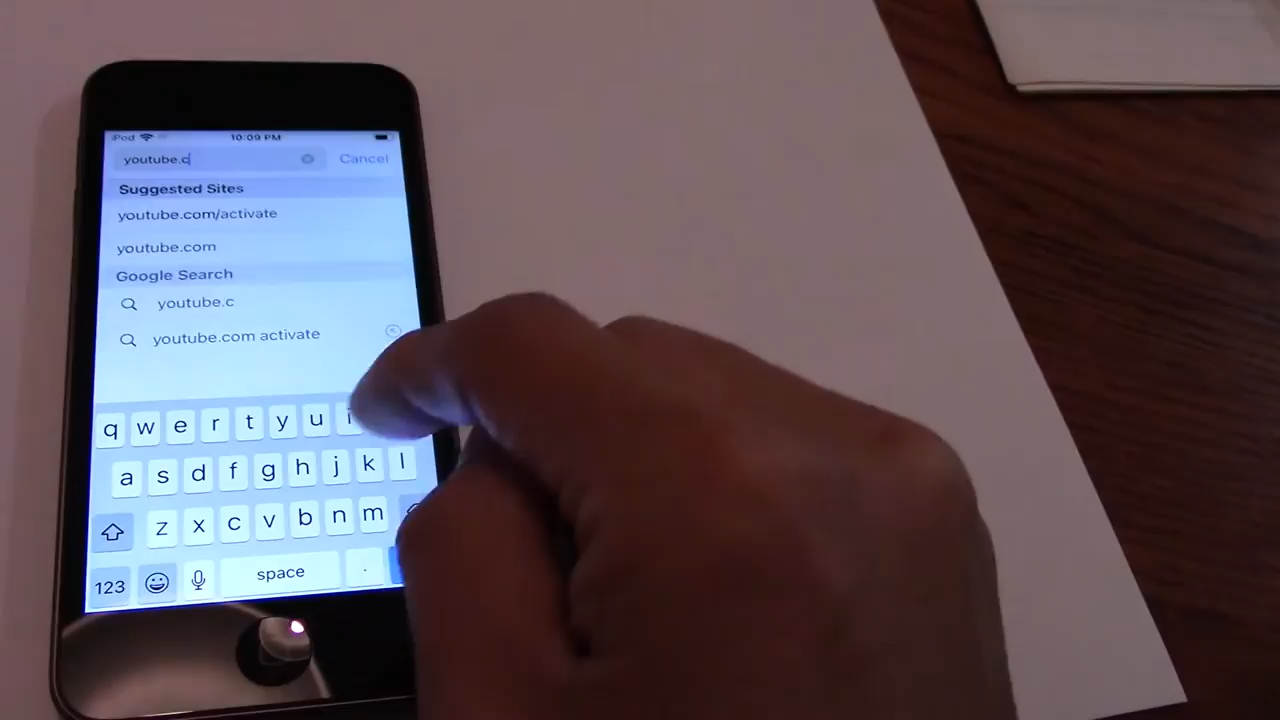 iPod 10:09 PM
youtube.c Cancel
Suggested Sites
youtube.com/activate
youtube.com
Google Search
youtube.c
youtube.com activate
q w e r t y u i
a s d f g h j k l
z x c v b n m
123 space .